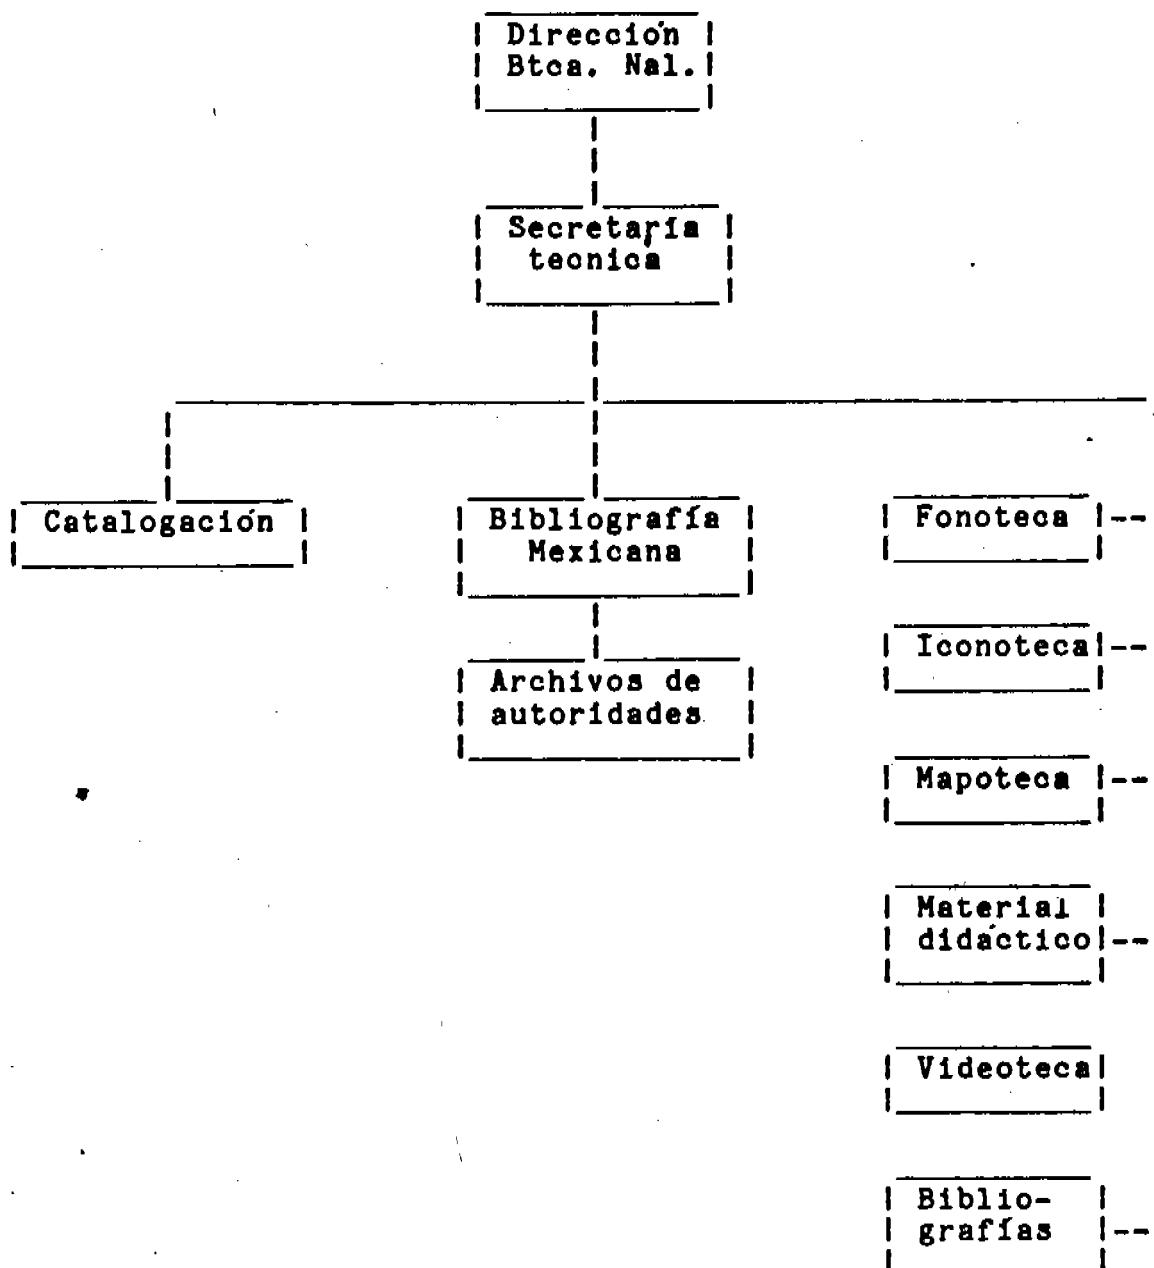 Dirección
Btca. Nal.
Secretaría
tecnica
Catalogación
Bibliografía
Mexicana
Archivos de
autoridades
Fonoteca
Iconoteca
Mapoteca
Material
didáctico
Videoteca
Biblio-
grafías